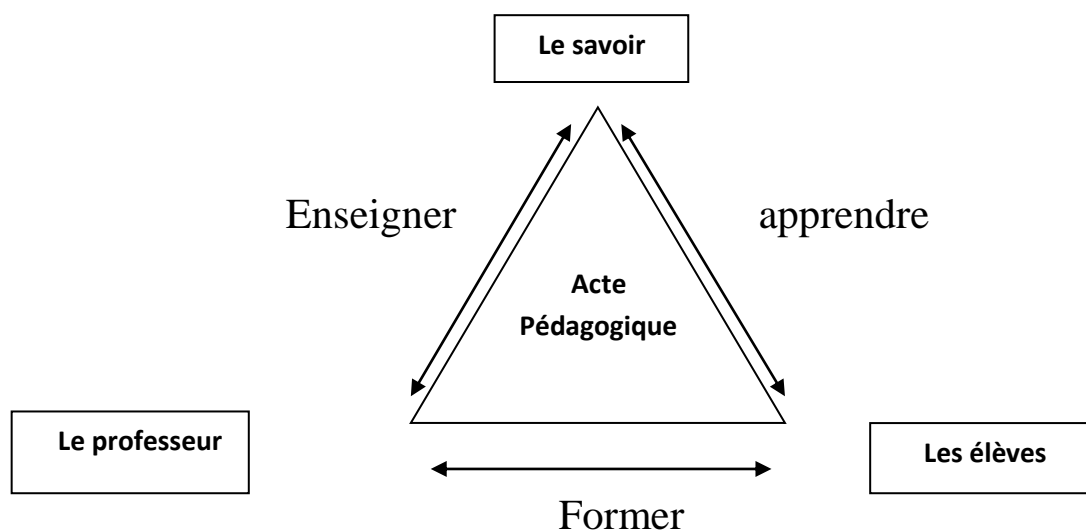 Le savoir
Enseigner
apprendre
Acte
Pédagogique
Le professeur
Les élèves
Former